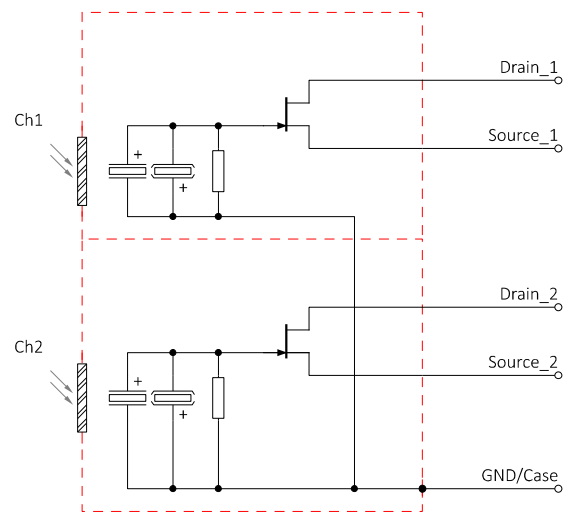 Drain_1
Ch1
Source_1
+
+
Drain_2
Ch2
Source_2
+
+
GND/Case